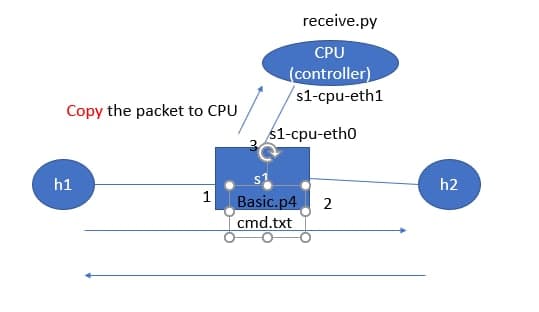 receive.py
CPU
(controller)
s1-cpu-eth1
Copy the packet to CPU
s1-cpu-eth0
3
h1
s1
h2
1
Basic.p4
2
cmd.txt